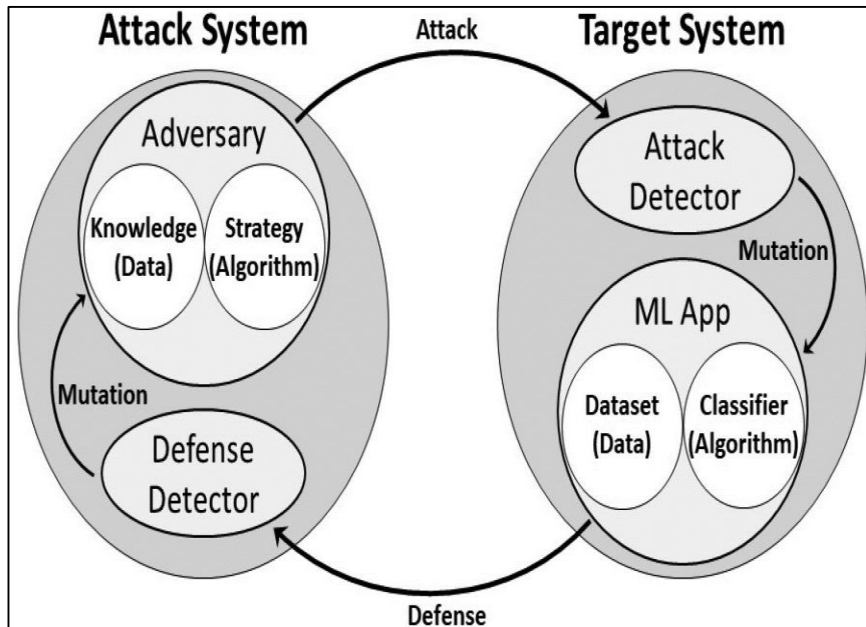 Attack System
Attack
Target System
Adversary
Knowledge
(Data)
Strategy
(Algorithm)
Mutation
Defense
Detector
Attack
Detector
Mutation
ML App
Dataset
(Data)
Classifier
(Algorithm)
Defense